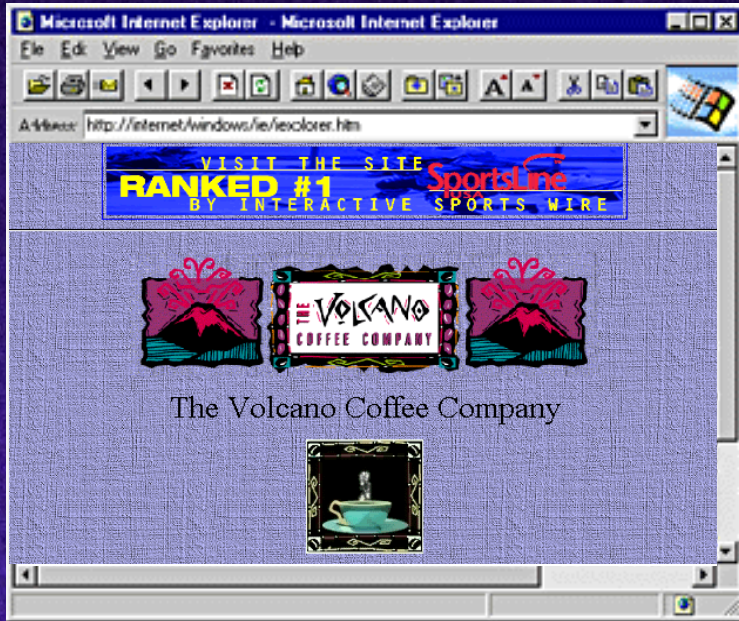 Microsoft Internet Explorer - Microsoft Internet Explorer
File Edit View Go Favorites Help
A A
Address: http://internet/windows/ie/iexplorer.htm
VISIT THE SITE
RANKED #1
SportsLine
USA
BY INTERACTIVE SPORTS WIRE
THE VOLCANO
COFFEE COMPANY
The Volcano Coffee Company